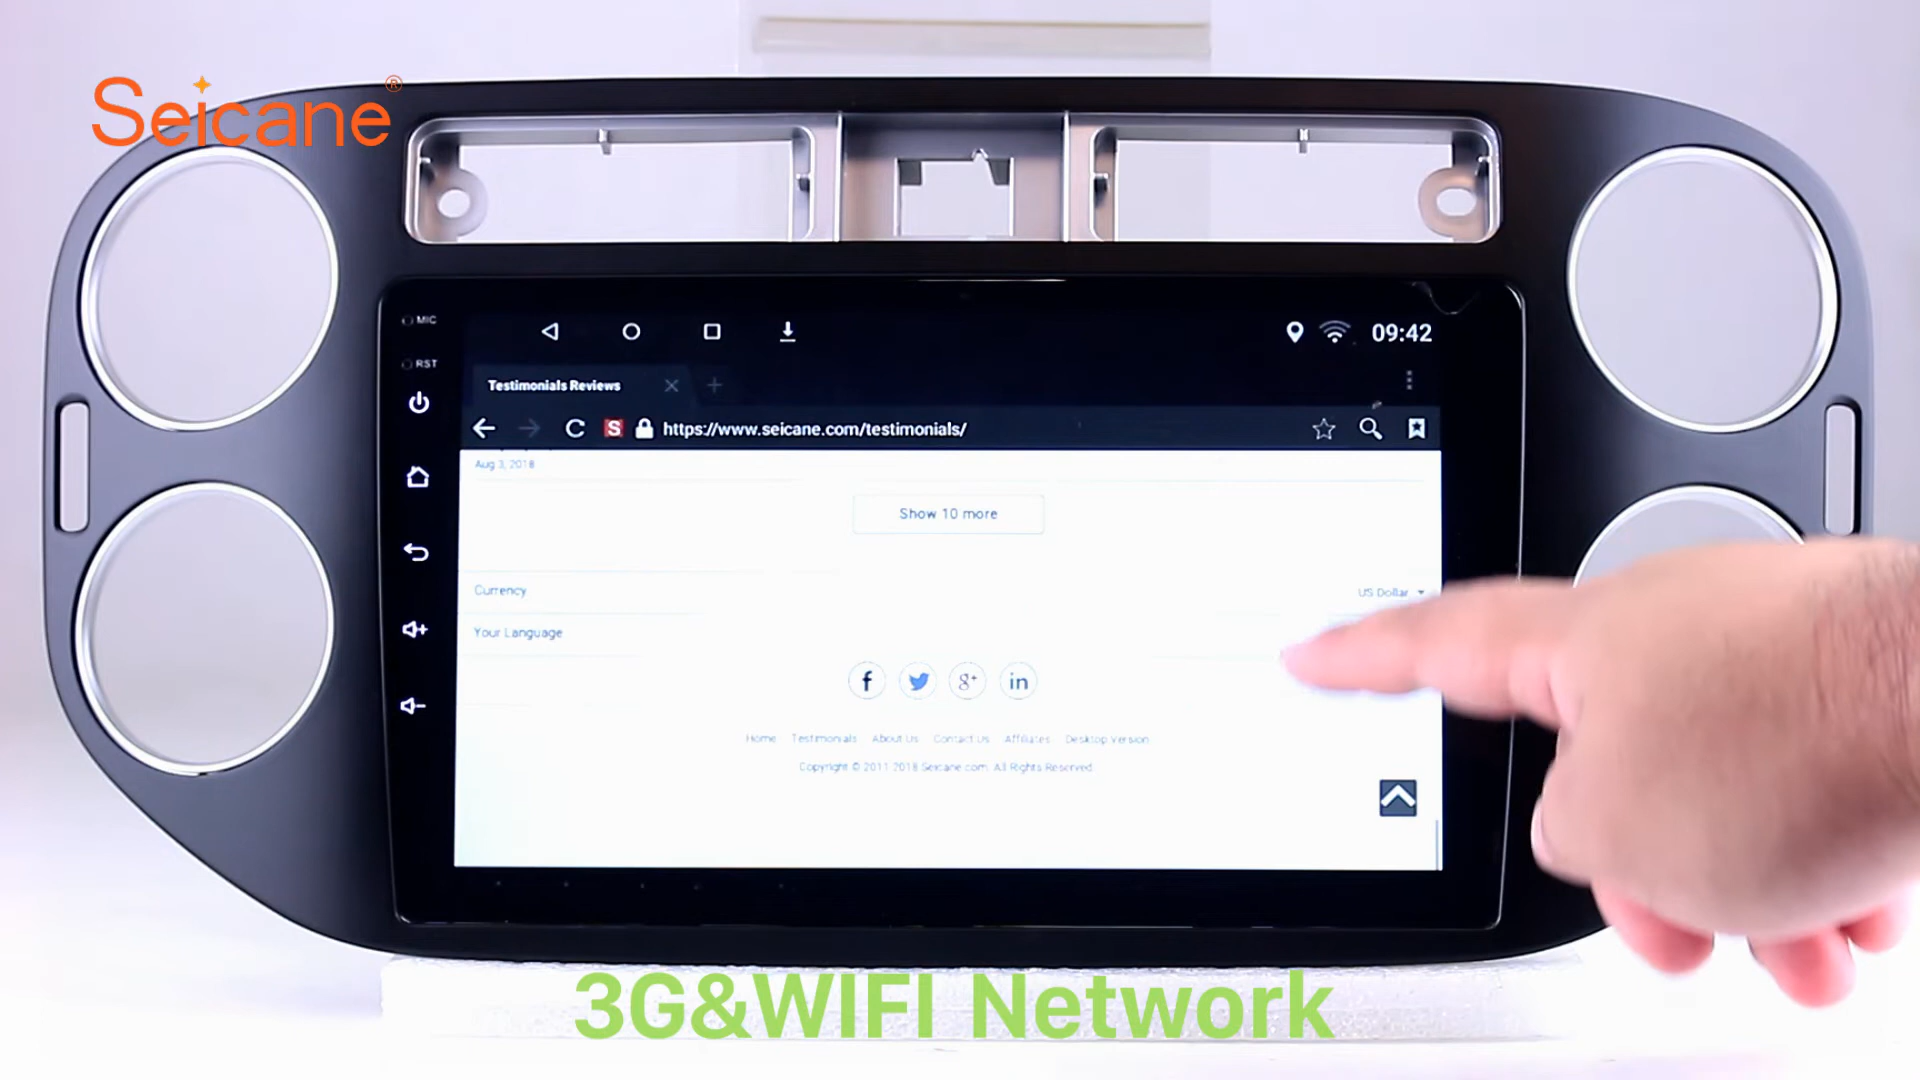 Seicane®
MIC
RST
09:42
Testimonials Reviews
https://www.seicane.com/testimonials/
Aug 3, 2018
Show 10 more
Currency
US Dollar
Your Language
f g+ in
Home Testimonials About Us Contact Us Affiliates Desktop Version
Copyright © 2011-2018 Seicane.com. All Rights Reserved.
3G&WIFI Network